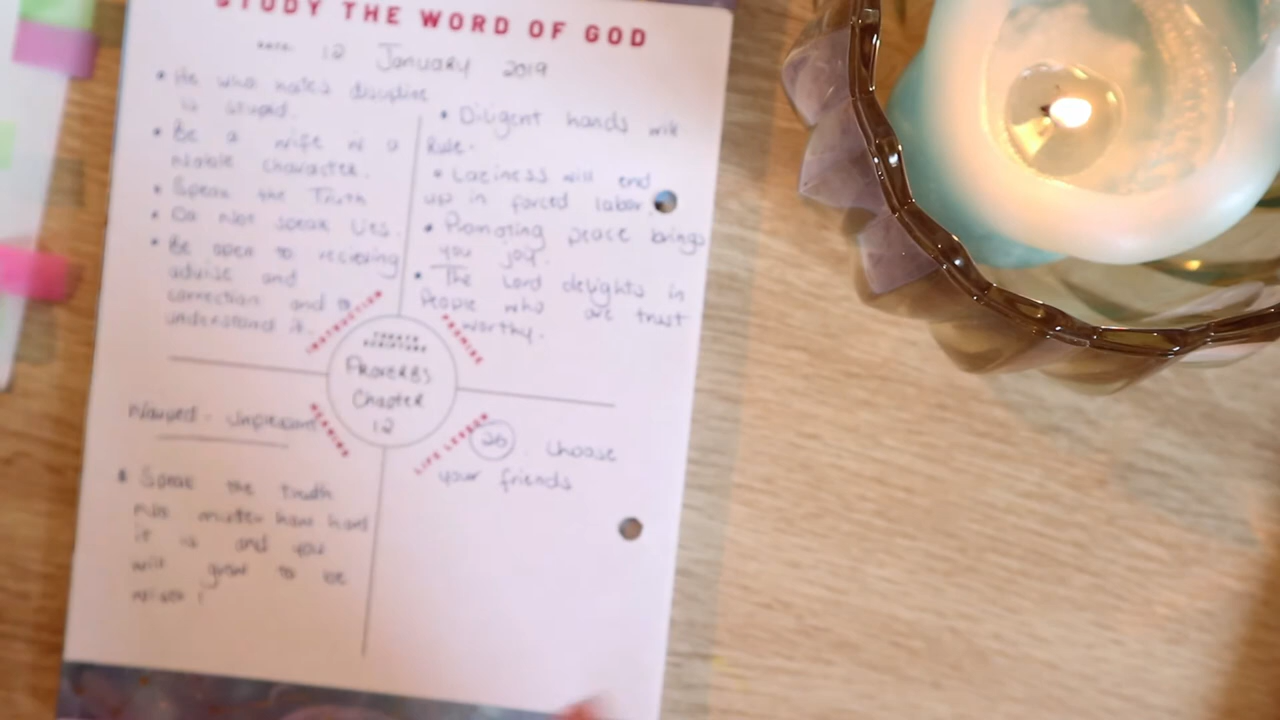 STUDY THE WORD OF GOD
DATE: 12 January 2019
• He who hates discipline
is stupid.
• Be a wife of a
noble character.
• Speak the Truth
• Do not speak lies.
• Be open to recieving
advise and
correction and to
understand it.
INSTRUCTION
• Diligent hands will
Rule.
• Laziness will end
up in forced labor.
• Promoting peace brings
you joy.
• The Lord delights in
People who are trust
worthy.
PROMISE
TODAYS
SCRIPTURE
Proverbs
Chapter
12
WARNING
• Speak the truth
no matter how hard
it is and you
will grow to be
wiser!
LIFE LESSON
26. Choose
your friends